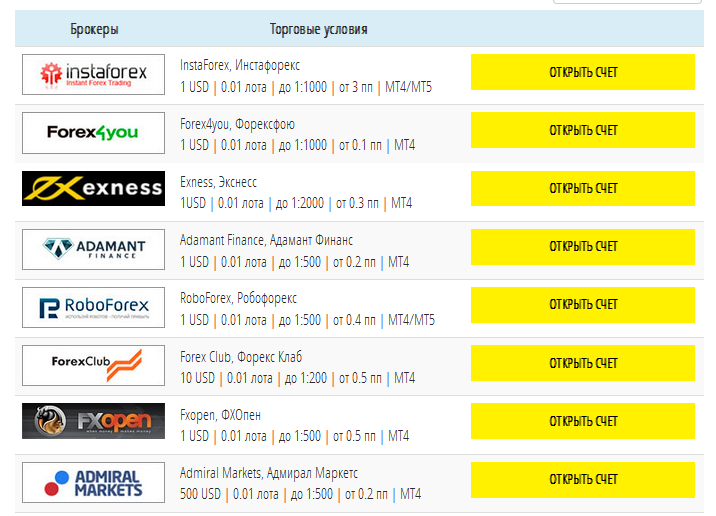 Брокеры Торговые условия
instaforex
Instant Forex Trading
InstaForex, Инстафорекс
1 USD | 0.01 лота | до 1:1000 | от 3 пп | MT4/MT5
ОТКРЫТЬ СЧЕТ
Forex4you
Forex4you, Форексфою
1 USD | 0.01 лота | до 1:1000 | от 0.1 пп | MT4
ОТКРЫТЬ СЧЕТ
exness
Exness, Экснесс
1USD | 0.01 лота | до 1:2000 | от 0.3 пп | MT4
ОТКРЫТЬ СЧЕТ
ADAMANT
FINANCE
Adamant Finance, Адамант Финанс
1 USD | 0.01 лота | до 1:500 | от 0.2 пп | MT4
ОТКРЫТЬ СЧЕТ
RoboForex
ИСПОЛЬЗУЙ РОБОТОВ - ПОЛУЧАЙ ПРИБЫЛЬ
RoboForex, Робофорекс
1 USD | 0.01 лота | до 1:500 | от 0.4 пп | MT4/MT5
ОТКРЫТЬ СЧЕТ
ForexClub
Forex Club, Форекс Клаб
10 USD | 0.01 лота | до 1:200 | от 0.5 пп | MT4
ОТКРЫТЬ СЧЕТ
FXopen
Fxopen, ФХОпен
1 USD | 0.01 лота | до 1:500 | от 0.5 пп | MT4
ОТКРЫТЬ СЧЕТ
ADMIRAL
MARKETS
Admiral Markets, Адмирал Маркетс
500 USD | 0.01 лота | до 1:500 | от 0.2 пп | MT4
ОТКРЫТЬ СЧЕТ